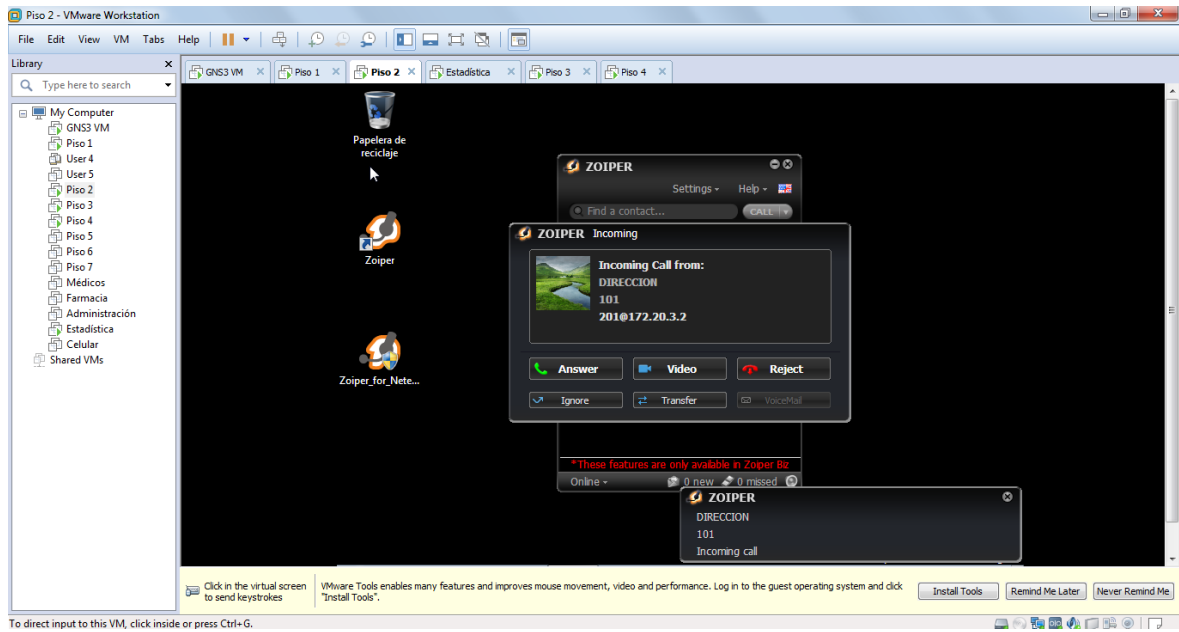 Piso 2 - VMware Workstation
File Edit View VM Tabs Help
Library
Type here to search
My Computer
GNS3 VM
Piso 1
User 4
User 5
Piso 2
Piso 3
Piso 4
Piso 5
Piso 6
Piso 7
Médicos
Farmacia
Administración
Estadística
Celular
Shared VMs
GNS3 VM Piso 1 Piso 2 Estadística Piso 3 Piso 4
Papelera de
reciclaje
Zoiper
Zoiper_for_Nete...
ZOIPER
Settings Help
Find a contact...
CALL
ZOIPER Incoming
Incoming Call from:
DIRECCION
101
201@172.20.3.2
Answer Video Reject
Ignore Transfer VoiceMail
*These features are only available in Zoiper Biz
Online 0 new 0 missed
ZOIPER
DIRECCION
101
Incoming call
Click in the virtual screen
to send keystrokes
VMware Tools enables many features and improves mouse movement, video and performance. Log in to the guest operating system and click
"Install Tools".
Install Tools Remind Me Later Never Remind Me
To direct input to this VM, click inside or press Ctrl+G.